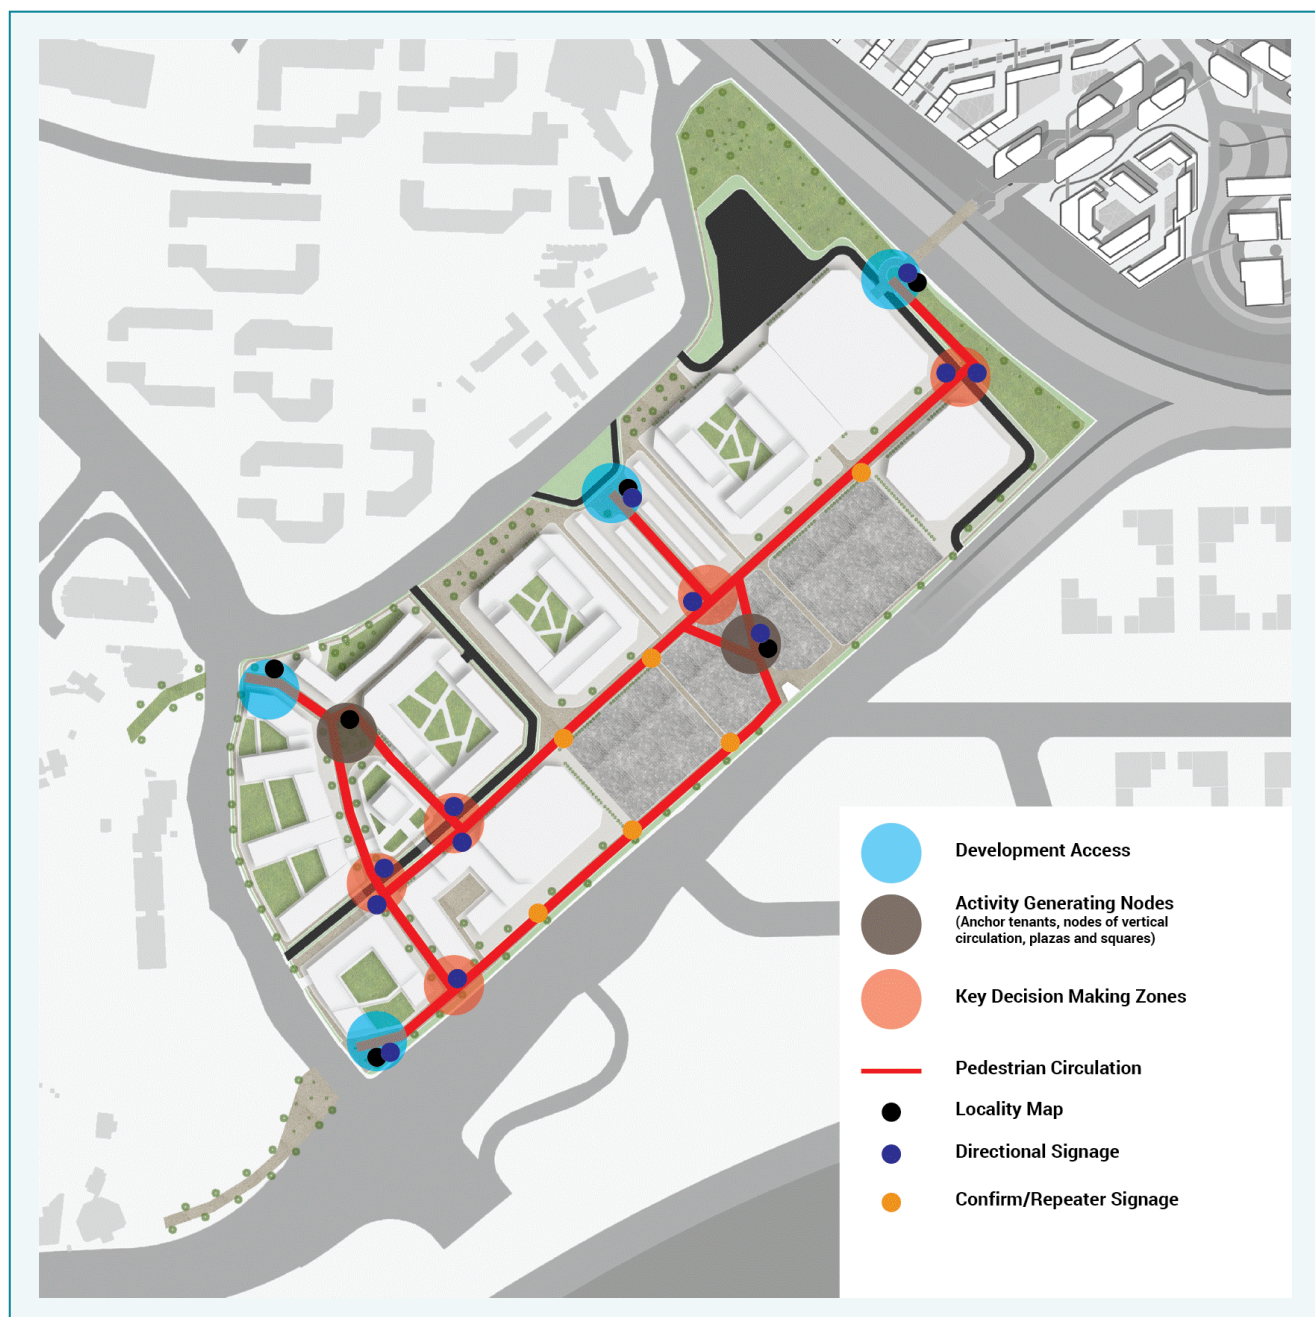 Development Access
Activity Generating Nodes
(Anchor tenants, nodes of vertical
circulation, plazas and squares)
Key Decision Making Zones
Pedestrian Circulation
Locality Map
Directional Signage
Confirm/Repeater Signage